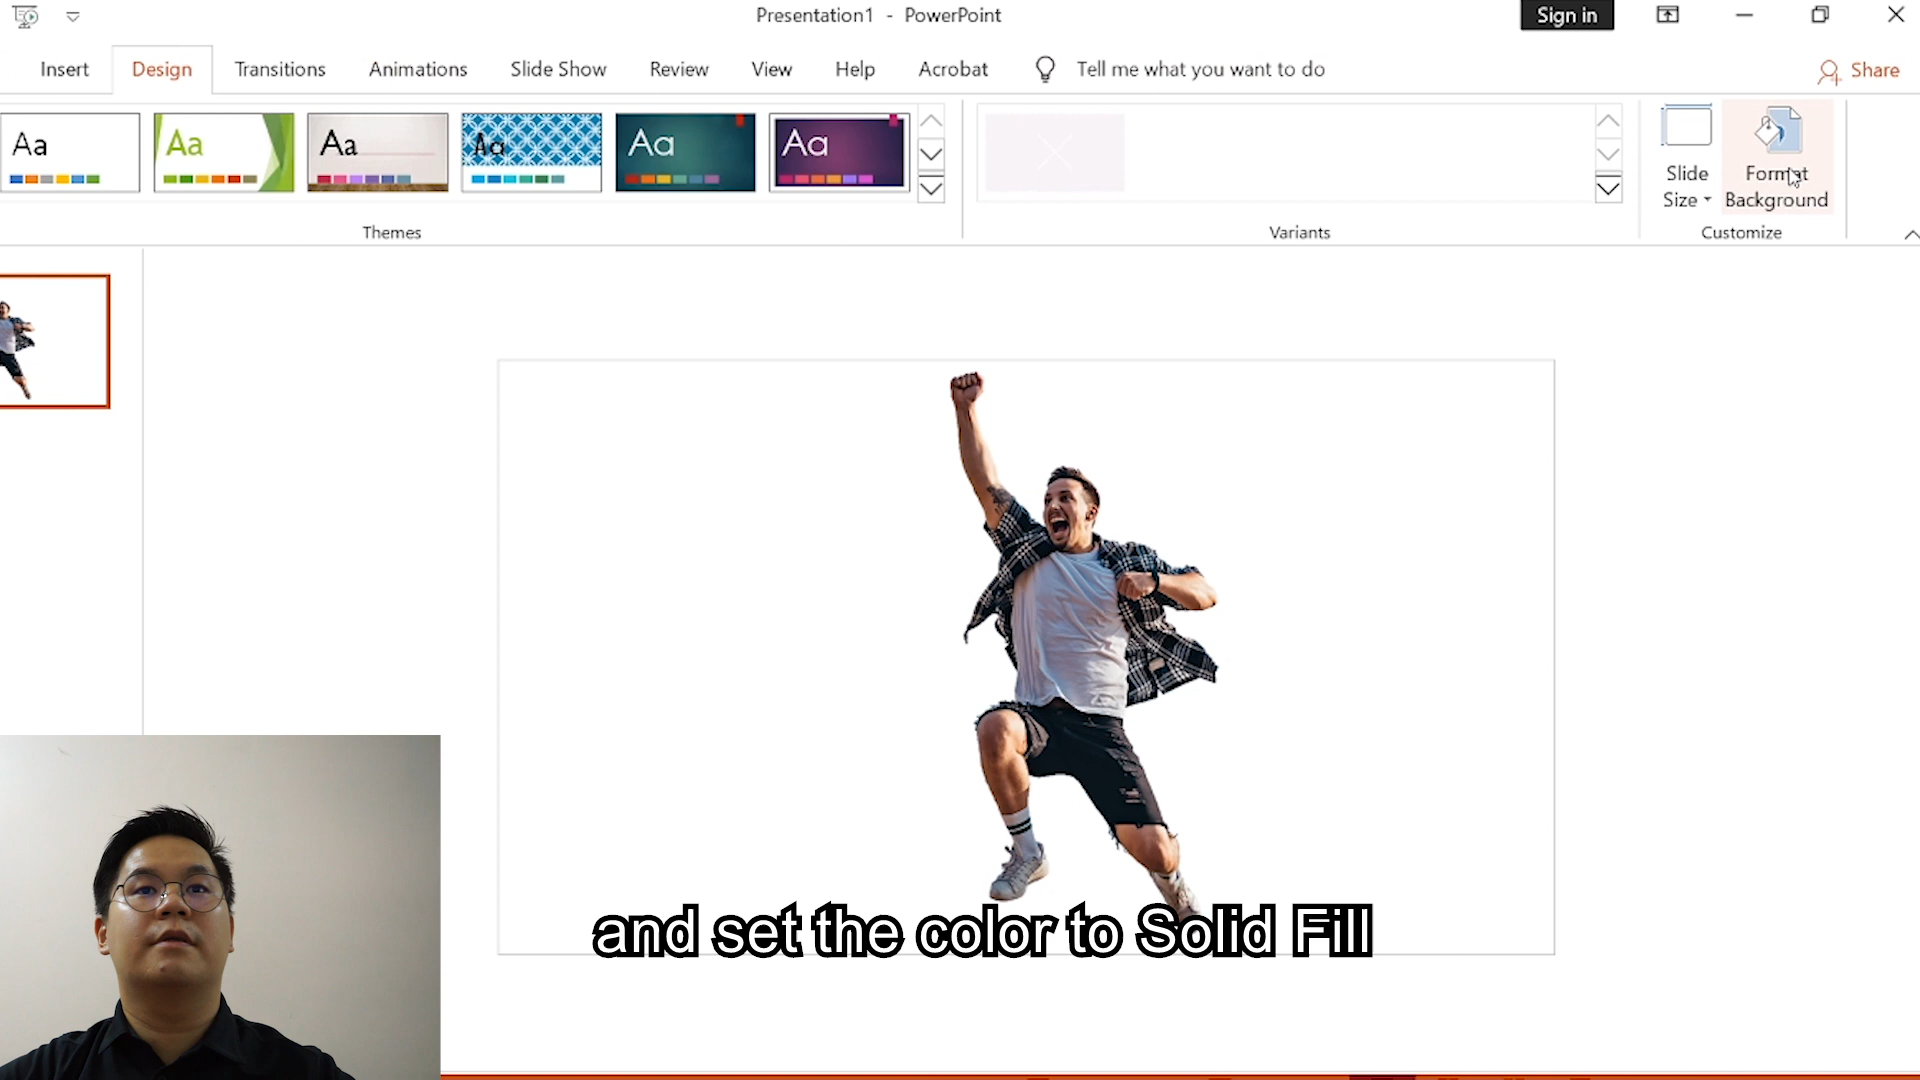 Presentation1 - PowerPoint
Sign in
Insert
Design
Transitions
Animations
Slide Show
Review
View
Help
Acrobat
Tell me what you want to do
Share
Aa
Aa
Aa
Aa
Aa
Aa
Slide
Size
Format
Background
Themes
Variants
Customize
and set the color to Solid Fill